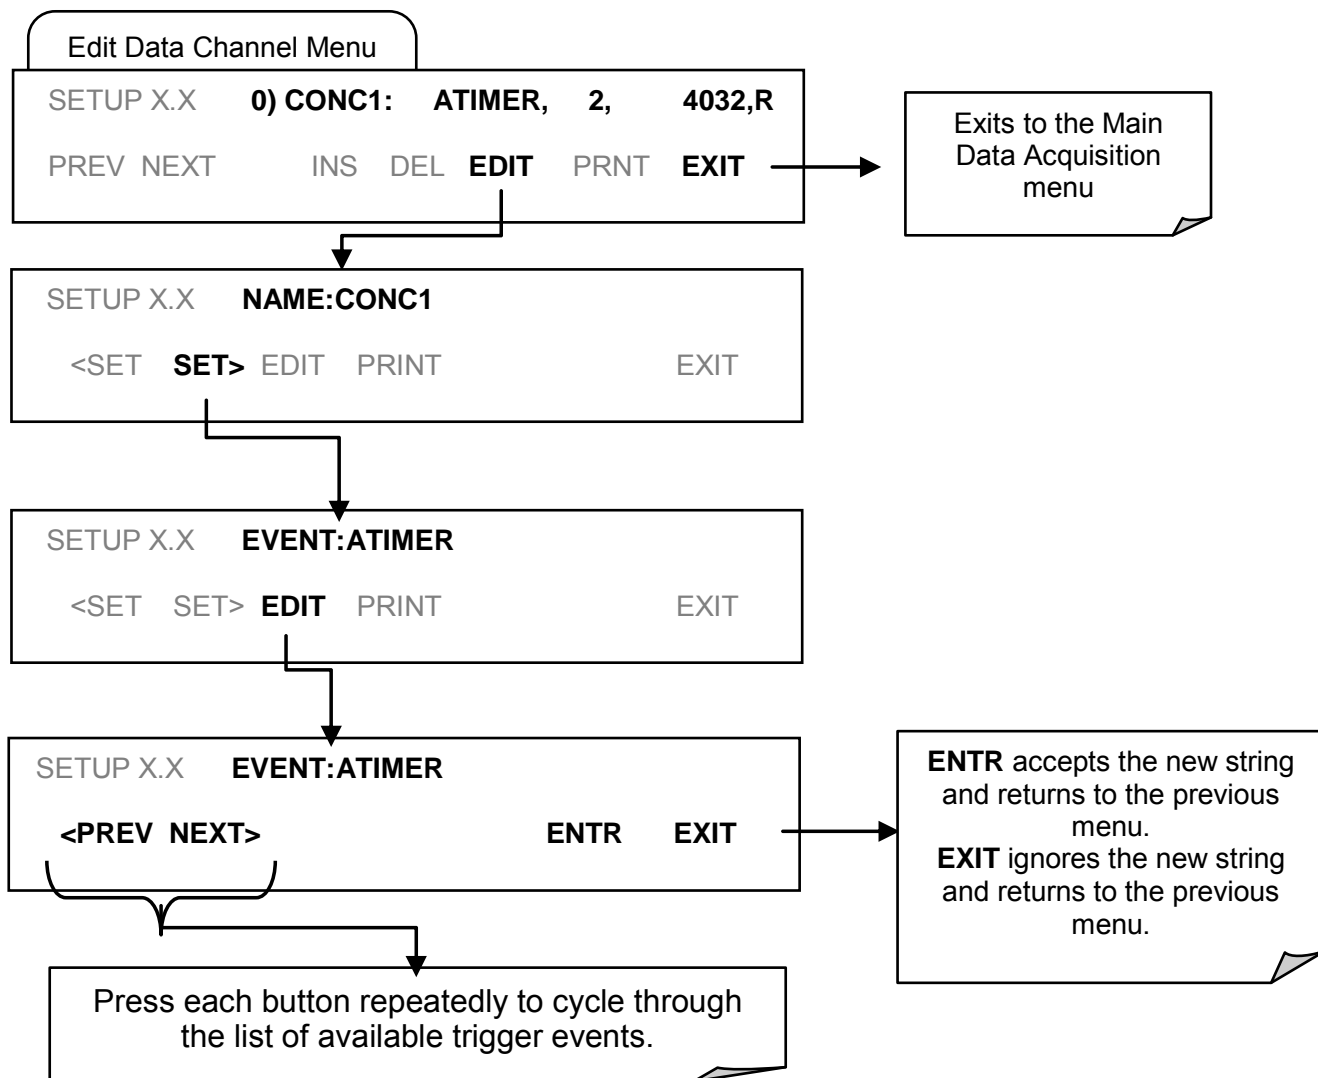 Edit Data Channel Menu
SETUP X.X 0) CONC1: ATIMER, 2, 4032,R
PREV NEXT INS DEL EDIT PRNT EXIT
Exits to the Main
Data Acquisition
menu
SETUP X.X NAME:CONC1
<SET SET> EDIT PRINT EXIT
SETUP X.X EVENT:ATIMER
<SET SET> EDIT PRINT EXIT
SETUP X.X EVENT:ATIMER
<PREV NEXT> ENTR EXIT
ENTR accepts the new string
and returns to the previous
menu.
EXIT ignores the new string
and returns to the previous
menu.
Press each button repeatedly to cycle through
the list of available trigger events.